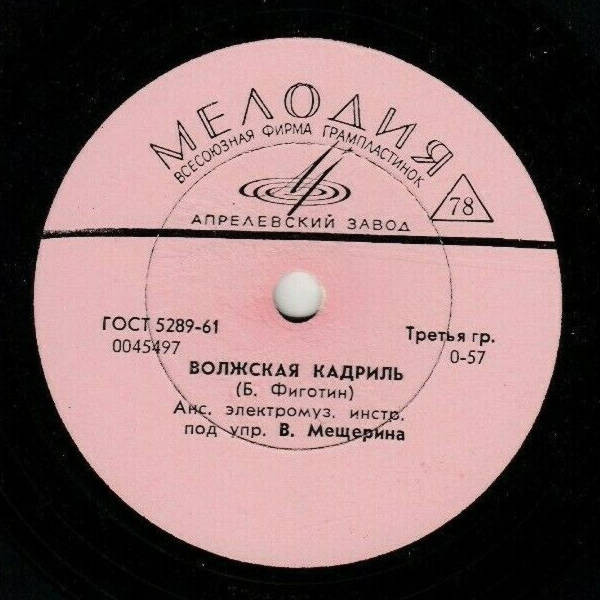 МЕЛОДИЯ
ВСЕСОЮЗНАЯ ФИРМА ГРАМПЛАСТИНОК
78
АПРЕЛЕВСКИЙ ЗАВОД
ГОСТ 5289-61
Третья гр.
0045497
0-57
ВОЛЖСКАЯ КАДРИЛЬ
(Б. Фиготин)
Анс. электромуз. инстр.
под упр. В. Мещерина